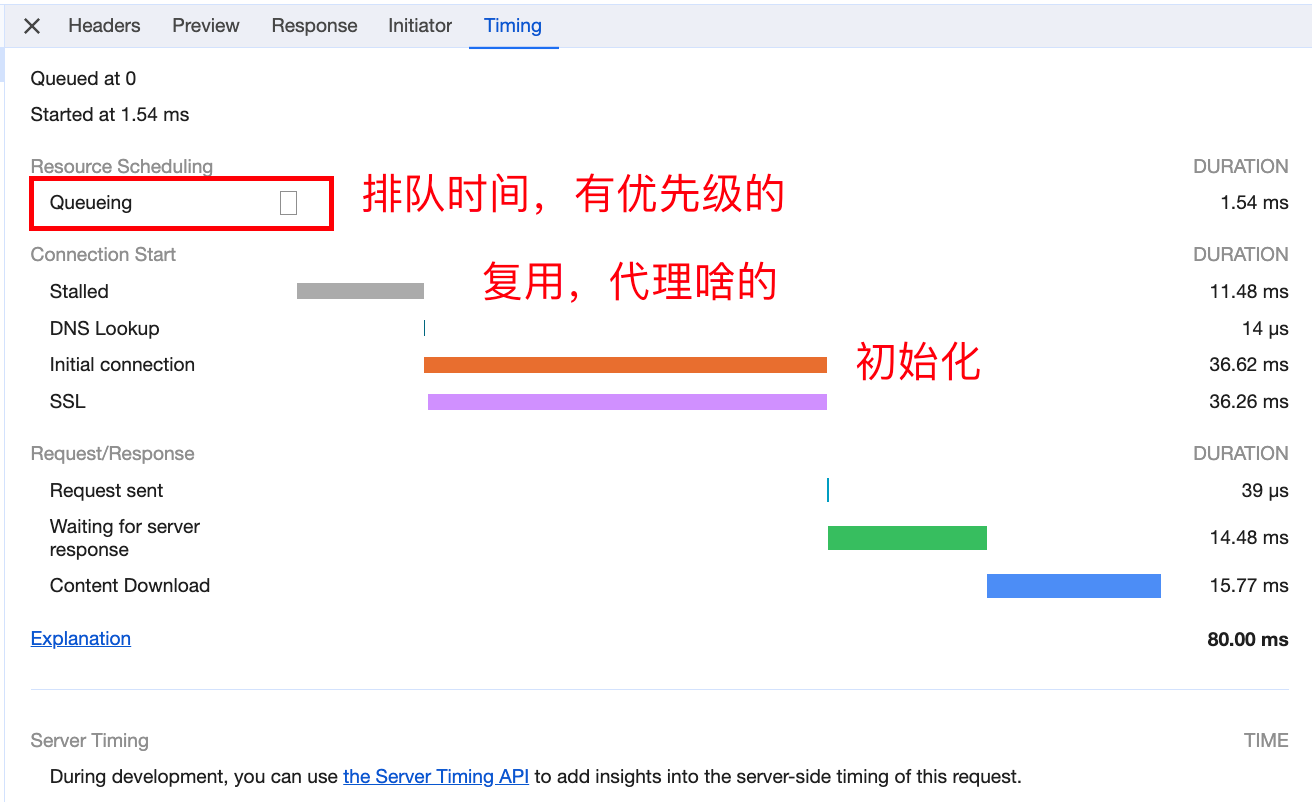 Headers Preview Response Initiator Timing
Queued at 0
Started at 1.54 ms
Resource Scheduling DURATION
Queueing 排队时间，有优先级的 1.54 ms
Connection Start DURATION
Stalled 复用，代理啥的 11.48 ms
DNS Lookup 14 μs
Initial connection 初始化 36.62 ms
SSL 36.26 ms
Request/Response DURATION
Request sent 39 μs
Waiting for server
response 14.48 ms
Content Download 15.77 ms
Explanation 80.00 ms
Server Timing TIME
During development, you can use the Server Timing API to add insights into the server-side timing of this request.